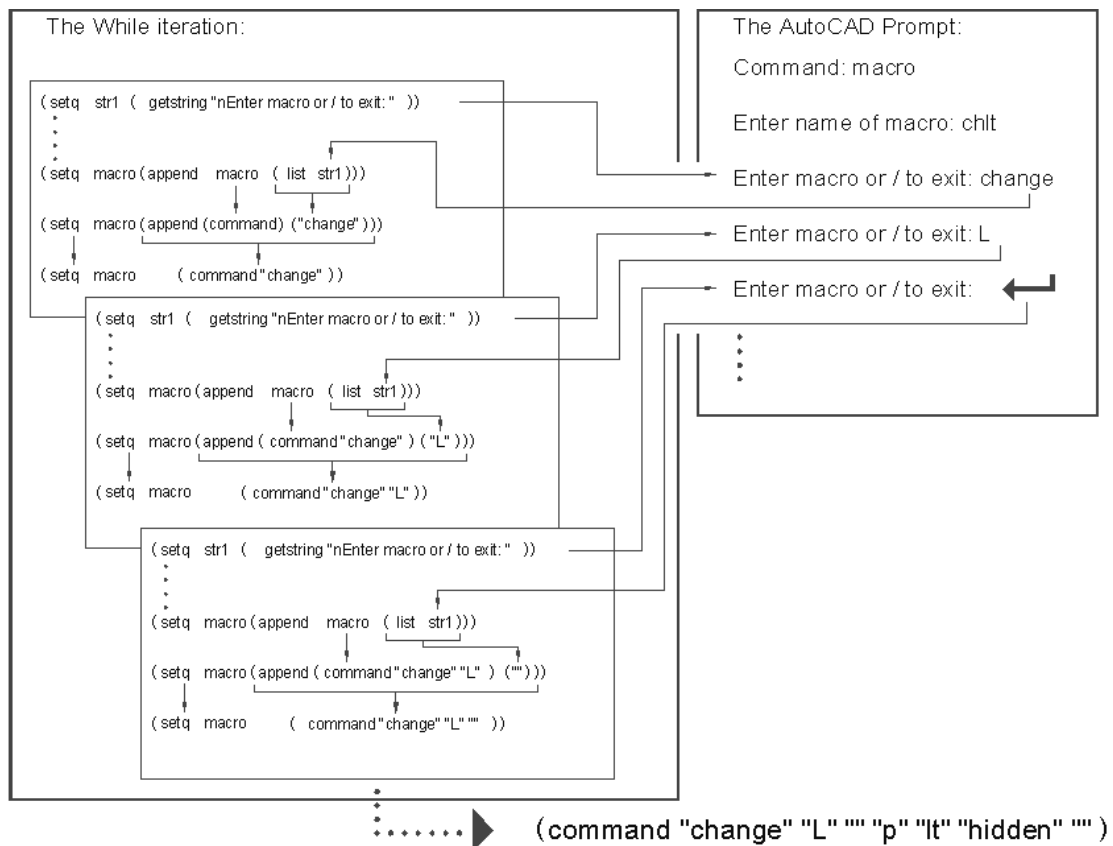 The While iteration:
(setq str1 ( getstring "nEnter macro or / to exit: " ))
(setq macro (append macro ( list str1)))
(setq macro (append (command) ("change")))
(setq macro ( command "change" ))
(setq str1 ( getstring "nEnter macro or / to exit: " ))
(setq macro (append macro ( list str1)))
(setq macro (append ( command "change" ) ("L" )))
(setq macro ( command "change" "L" ))
(setq str1 ( getstring "nEnter macro or / to exit: " ))
(setq macro (append macro ( list str1)))
(setq macro (append ( command "change" "L" ) ("")))
(setq macro ( command "change" "L" "" ))
The AutoCAD Prompt:
Command: macro
Enter name of macro: chlt
Enter macro or / to exit: change
Enter macro or / to exit: L
Enter macro or / to exit:
(command "change" "L" "" "p" "lt" "hidden" "" )